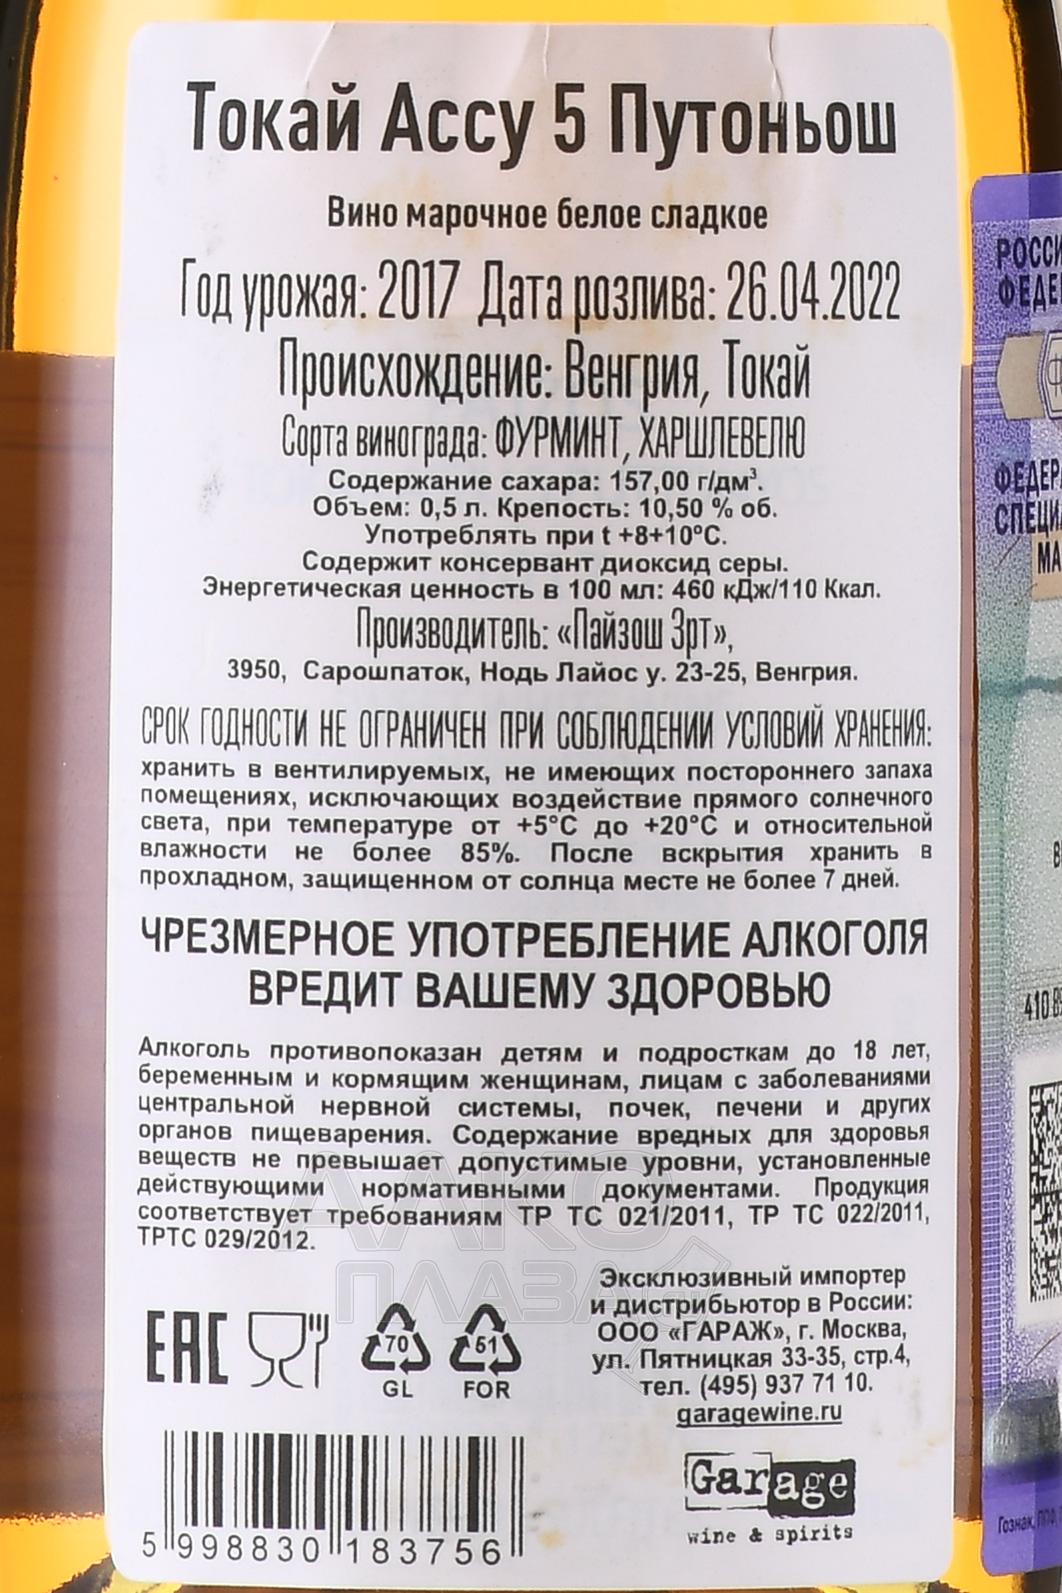 Токай Ассу 5 Путоньош
Вино марочное белое сладкое
Год урожая: 2017 Дата розлива: 26.04.2022
Происхождение: Венгрия, Токай
Сорта винограда: ФУРМИНТ, ХАРШЛЕВЕЛЮ
Содержание сахара: 157,00 г/дм³.
Объем: 0,5 л. Крепость: 10,50 % об.
Употреблять при t +8+10°С.
Содержит консервант диоксид серы.
Энергетическая ценность в 100 мл: 460 кДж/110 Ккал.
Производитель: «Пайзош Зрт»,
3950, Сарошпаток, Нодь Лайос у. 23-25, Венгрия.
СРОК ГОДНОСТИ НЕ ОГРАНИЧЕН ПРИ СОБЛЮДЕНИИ УСЛОВИЙ ХРАНЕНИЯ:
хранить в вентилируемых, не имеющих постороннего запаха
помещениях, исключающих воздействие прямого солнечного
света, при температуре от +5°С до +20°С и относительной
влажности не более 85%. После вскрытия хранить в
прохладном, защищенном от солнца месте не более 7 дней.
ЧРЕЗМЕРНОЕ УПОТРЕБЛЕНИЕ АЛКОГОЛЯ
ВРЕДИТ ВАШЕМУ ЗДОРОВЬЮ
Алкоголь противопоказан детям и подросткам до 18 лет,
беременным и кормящим женщинам, лицам с заболеваниями
центральной нервной системы, почек, печени и других
органов пищеварения. Содержание вредных для здоровья
веществ не превышает допустимые уровни, установленные
действующими нормативными документами. Продукция
соответствует требованиям ТР ТС 021/2011, ТР ТС 022/2011,
ТРТС 029/2012.
АЛКО
ПЛАЗА
Эксклюзивный импортер
и дистрибьютор в России:
ООО «ГАРАЖ», г. Москва,
ул. Пятницкая 33-35, стр.4,
тел. (495) 937 71 10.
garagewine.ru
EAC
70
GL
51
FOR
Garage
wine & spirits
5 998830 183756
РОССИ
ФЕДЕ
ФЕДЕР
СПЕЦИ
МА
410
Гознак